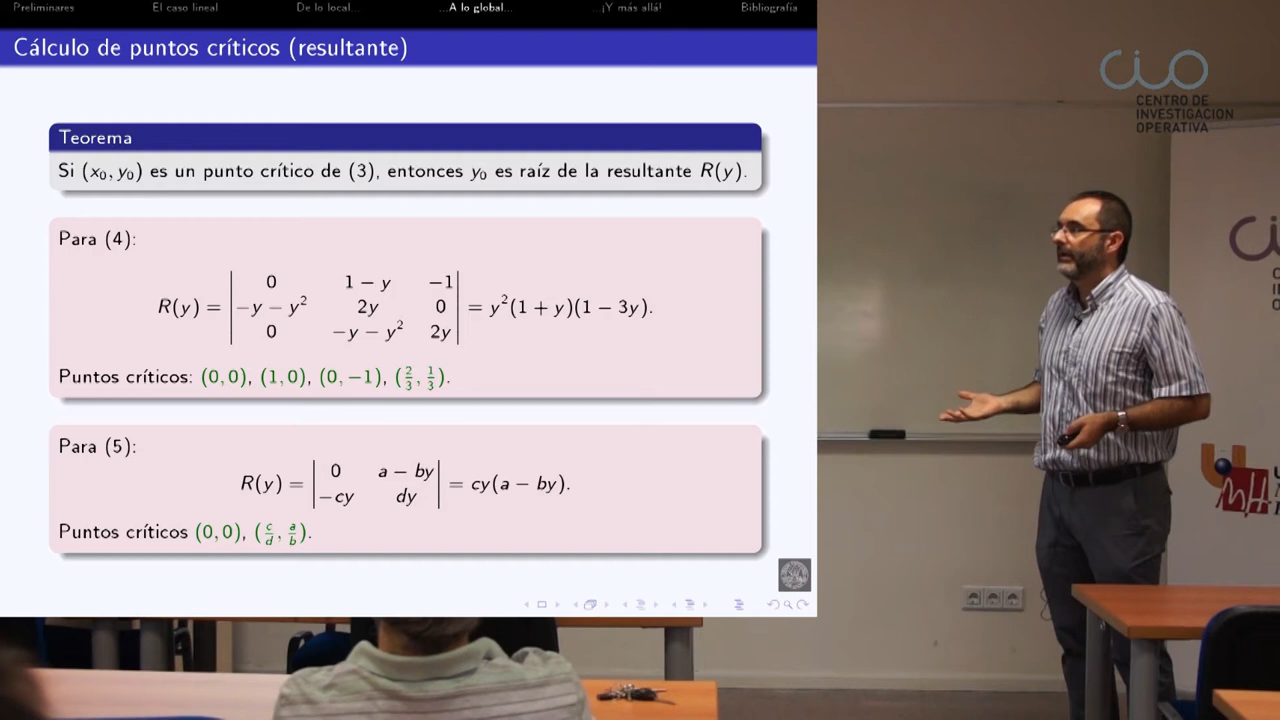 Preliminares El caso lineal De lo local... ...A lo global... ...¡Y más allá! Bibliografía
Cálculo de puntos críticos (resultante)
Teorema
Si (x₀, y₀) es un punto crítico de (3), entonces y₀ es raíz de la resultante R(y).
Para (4):
R(y) = | 0 1 − y −1 |
| −y − y² 2y 0 | = y²(1 + y)(1 − 3y).
| 0 −y − y² 2y |
Puntos críticos: (0, 0), (1, 0), (0, −1), (2/3, 1/3).
Para (5):
R(y) = | 0 a − by |
| −cy dy | = cy(a − by).
Puntos críticos (0, 0), (c/d, a/b).
CIO
CENTRO DE
INVESTIGACION
OPERATIVA